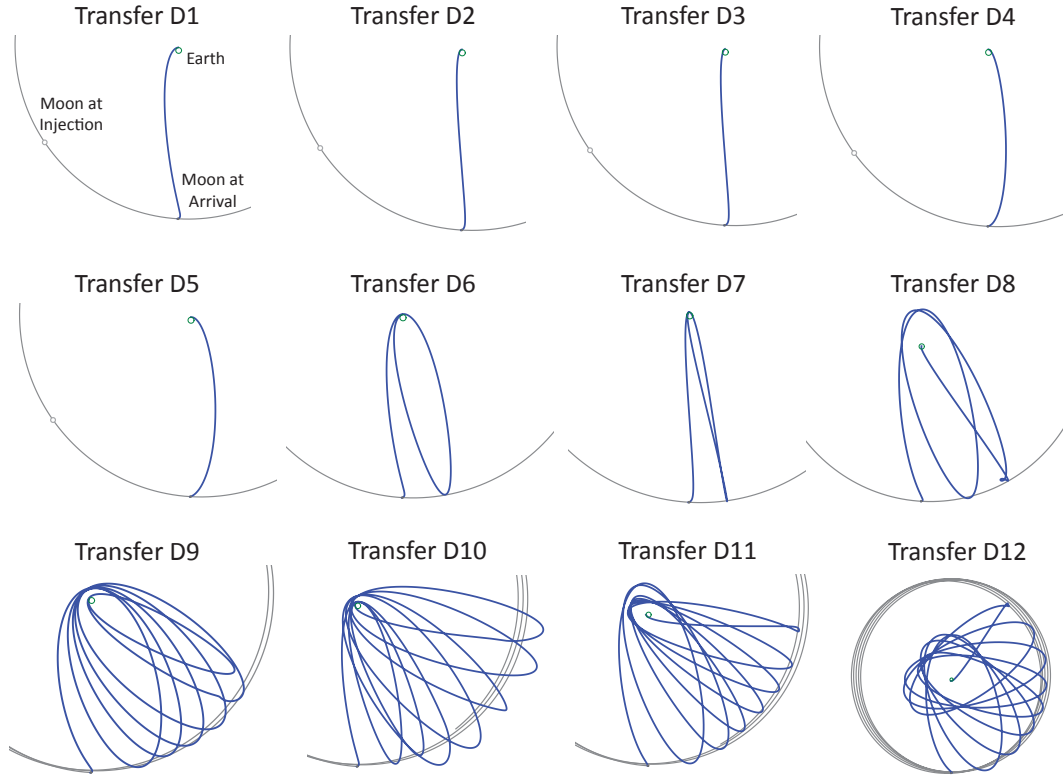 Transfer D1
Transfer D2
Transfer D3
Transfer D4
Earth
Moon at
Injection
Moon at
Arrival
Transfer D5
Transfer D6
Transfer D7
Transfer D8
Transfer D9
Transfer D10
Transfer D11
Transfer D12